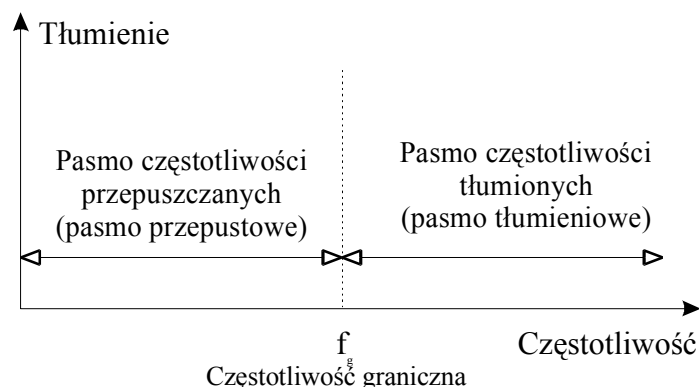 Tłumienie
Pasmo częstotliwości
przepuszczanych
(pasmo przepustowe)
Pasmo częstotliwości
tłumionych
(pasmo tłumieniowe)
f g
Częstotliwość
Częstotliwość graniczna